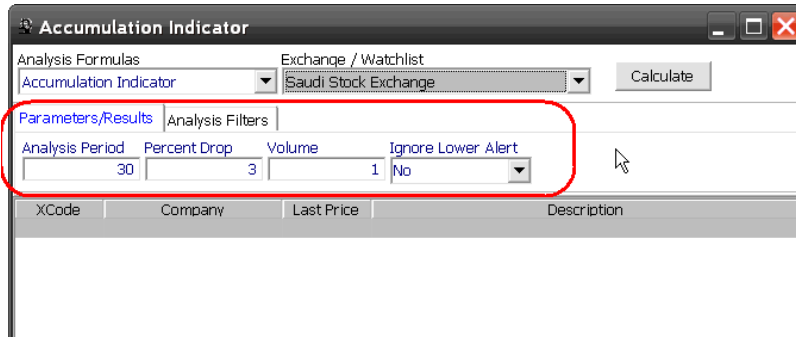 Accumulation Indicator
Analysis Formulas Exchange / Watchlist
Accumulation Indicator Saudi Stock Exchange Calculate
Parameters/Results Analysis Filters
Analysis Period Percent Drop Volume Ignore Lower Alert
30 3 1 No
XCode Company Last Price Description